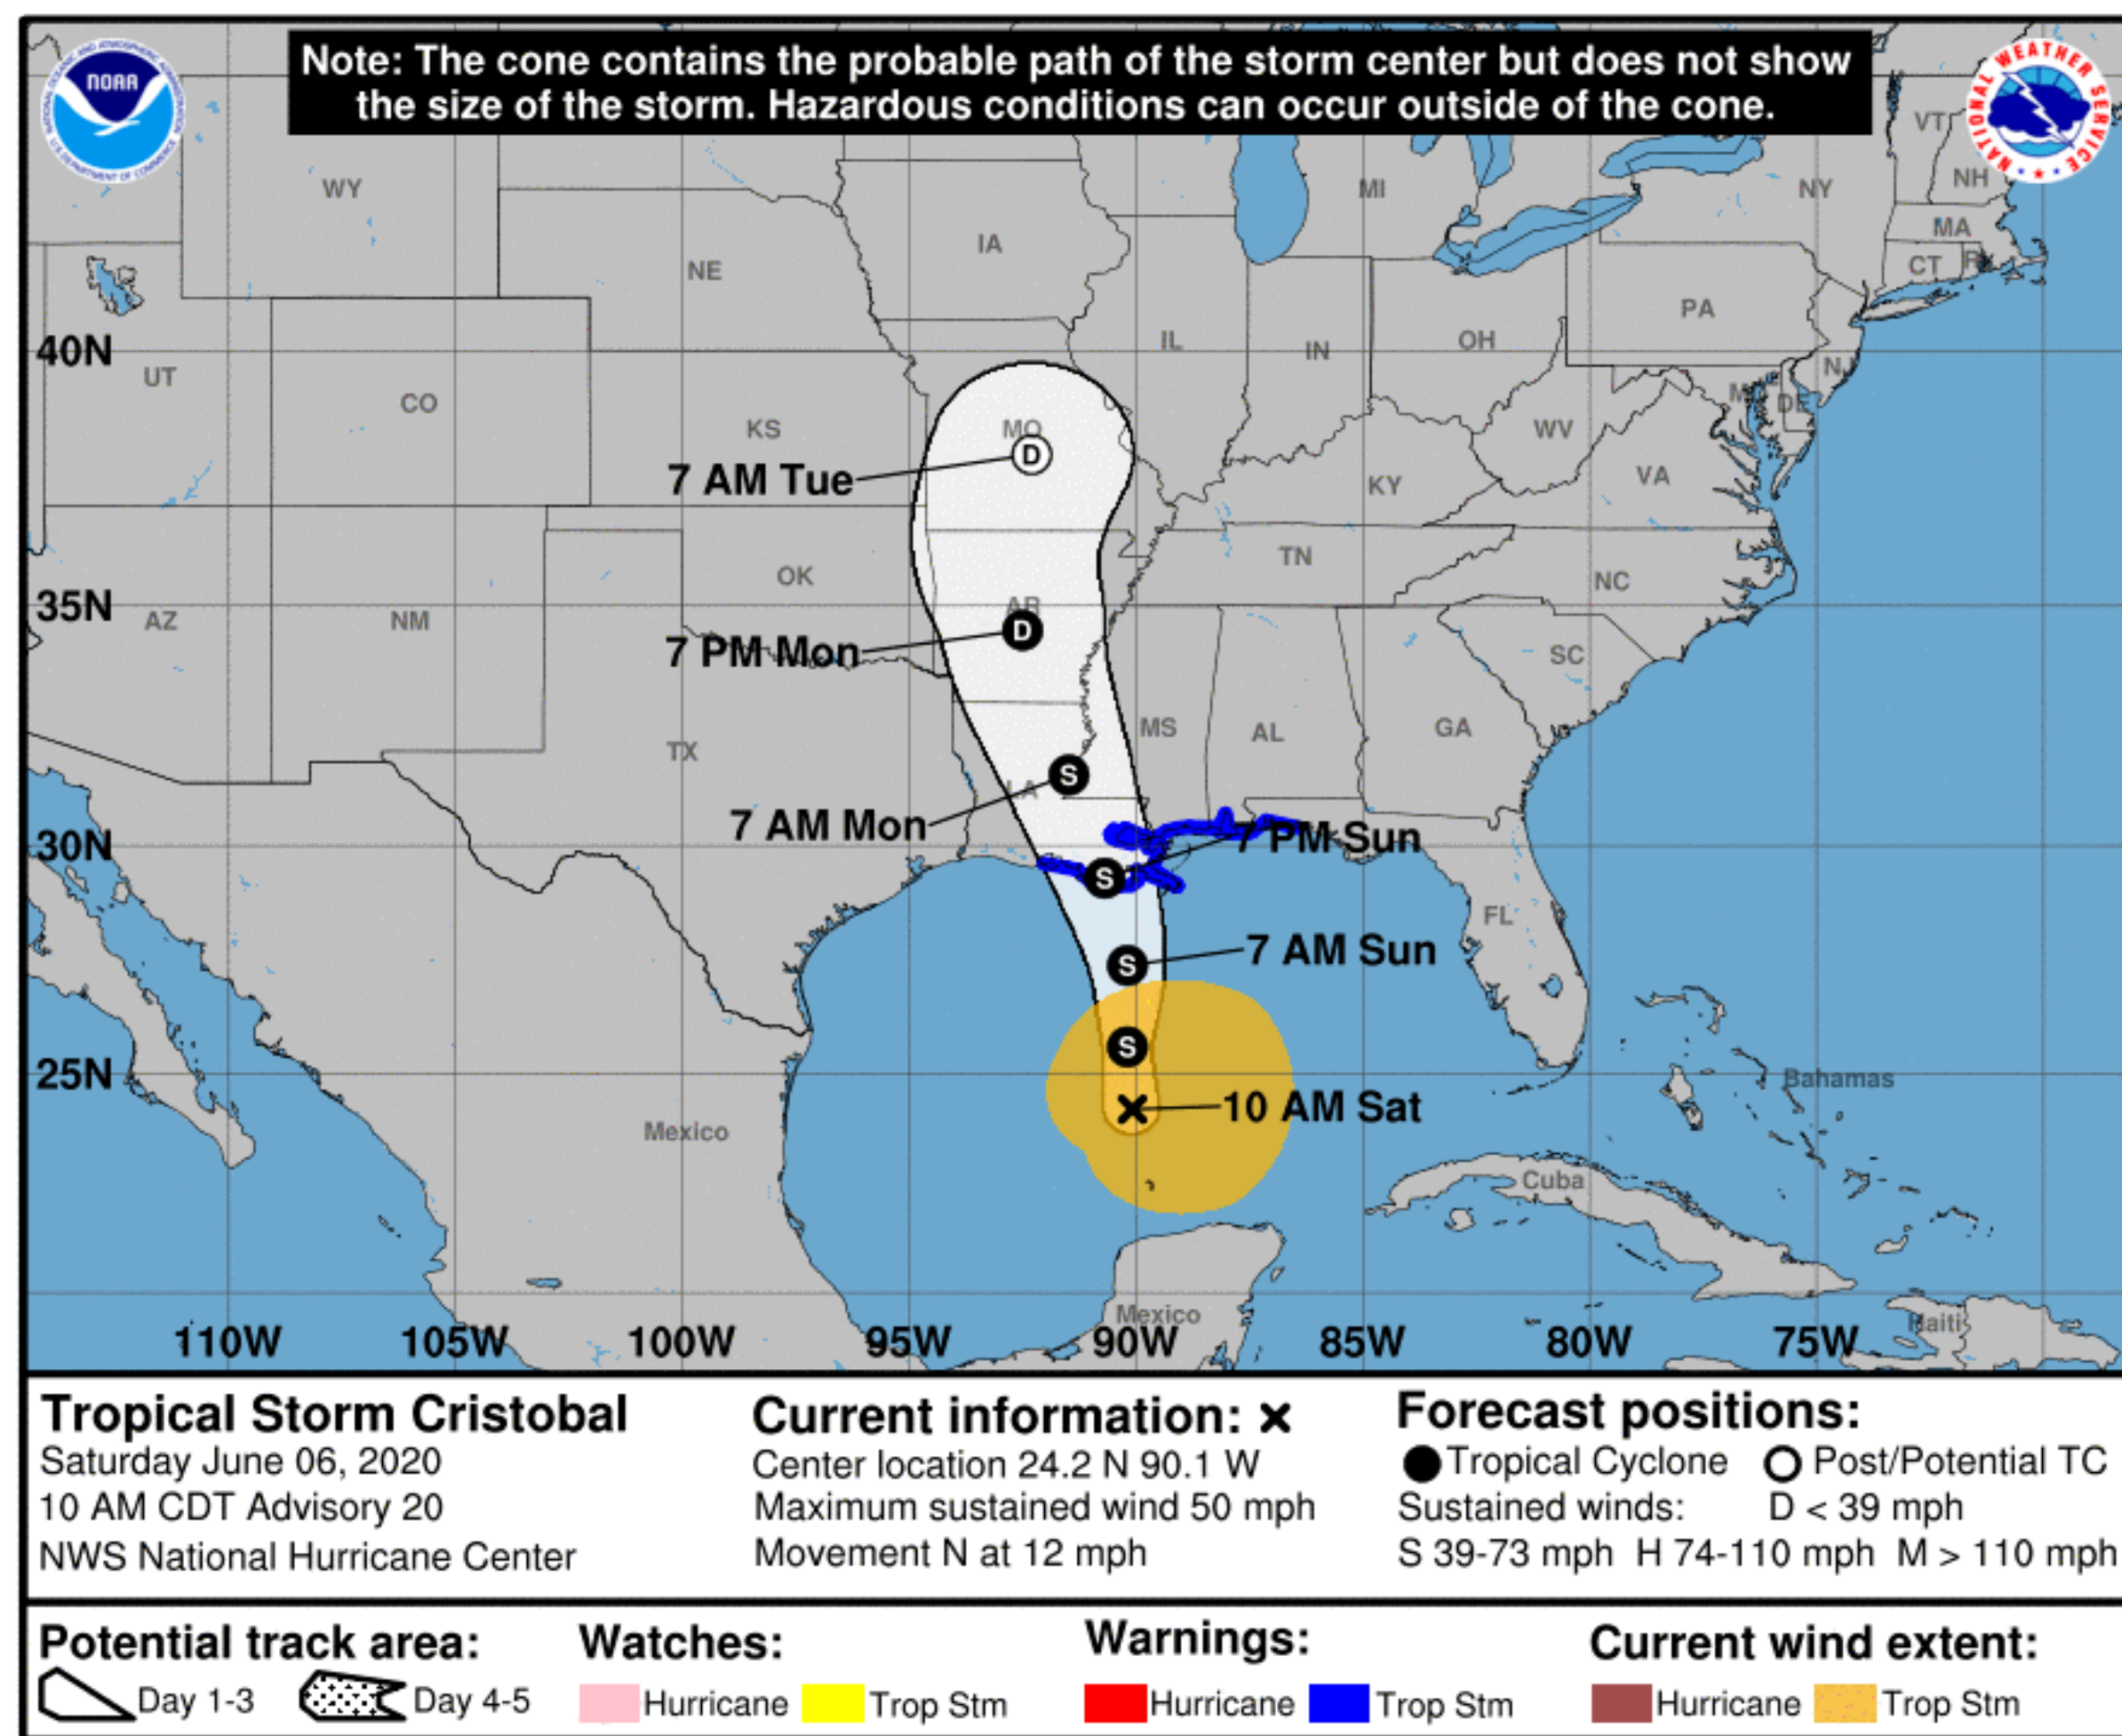 Note: The cone contains the probable path of the storm center but does not show
the size of the storm. Hazardous conditions can occur outside of the cone.
NOAA
NATIONAL WEATHER SERVICE
VT
NH
WY
MI
NY
MA
IA
NE
CT
PA
40N
IL
IN
OH
UT
NJ
CO
DE
KS
MO
WV
D
7 AM Tue
VA
KY
TN
OK
NC
35N
AR
AZ
NM
D
7 PM Mon
SC
TX
MS
AL
GA
S
LA
7 AM Mon
7 PM Sun
30N
S
FL
7 AM Sun
S
S
25N
Bahamas
10 AM Sat
Mexico
Cuba
Mexico
Haiti
110W 105W 100W 95W 90W 85W 80W 75W
Tropical Storm Cristobal
Saturday June 06, 2020
10 AM CDT Advisory 20
NWS National Hurricane Center
Current information: x
Center location 24.2 N 90.1 W
Maximum sustained wind 50 mph
Movement N at 12 mph
Forecast positions:
Tropical Cyclone Post/Potential TC
Sustained winds: D < 39 mph
S 39-73 mph H 74-110 mph M > 110 mph
Potential track area:
Day 1-3 Day 4-5
Watches:
Hurricane Trop Stm
Warnings:
Hurricane Trop Stm
Current wind extent:
Hurricane Trop Stm